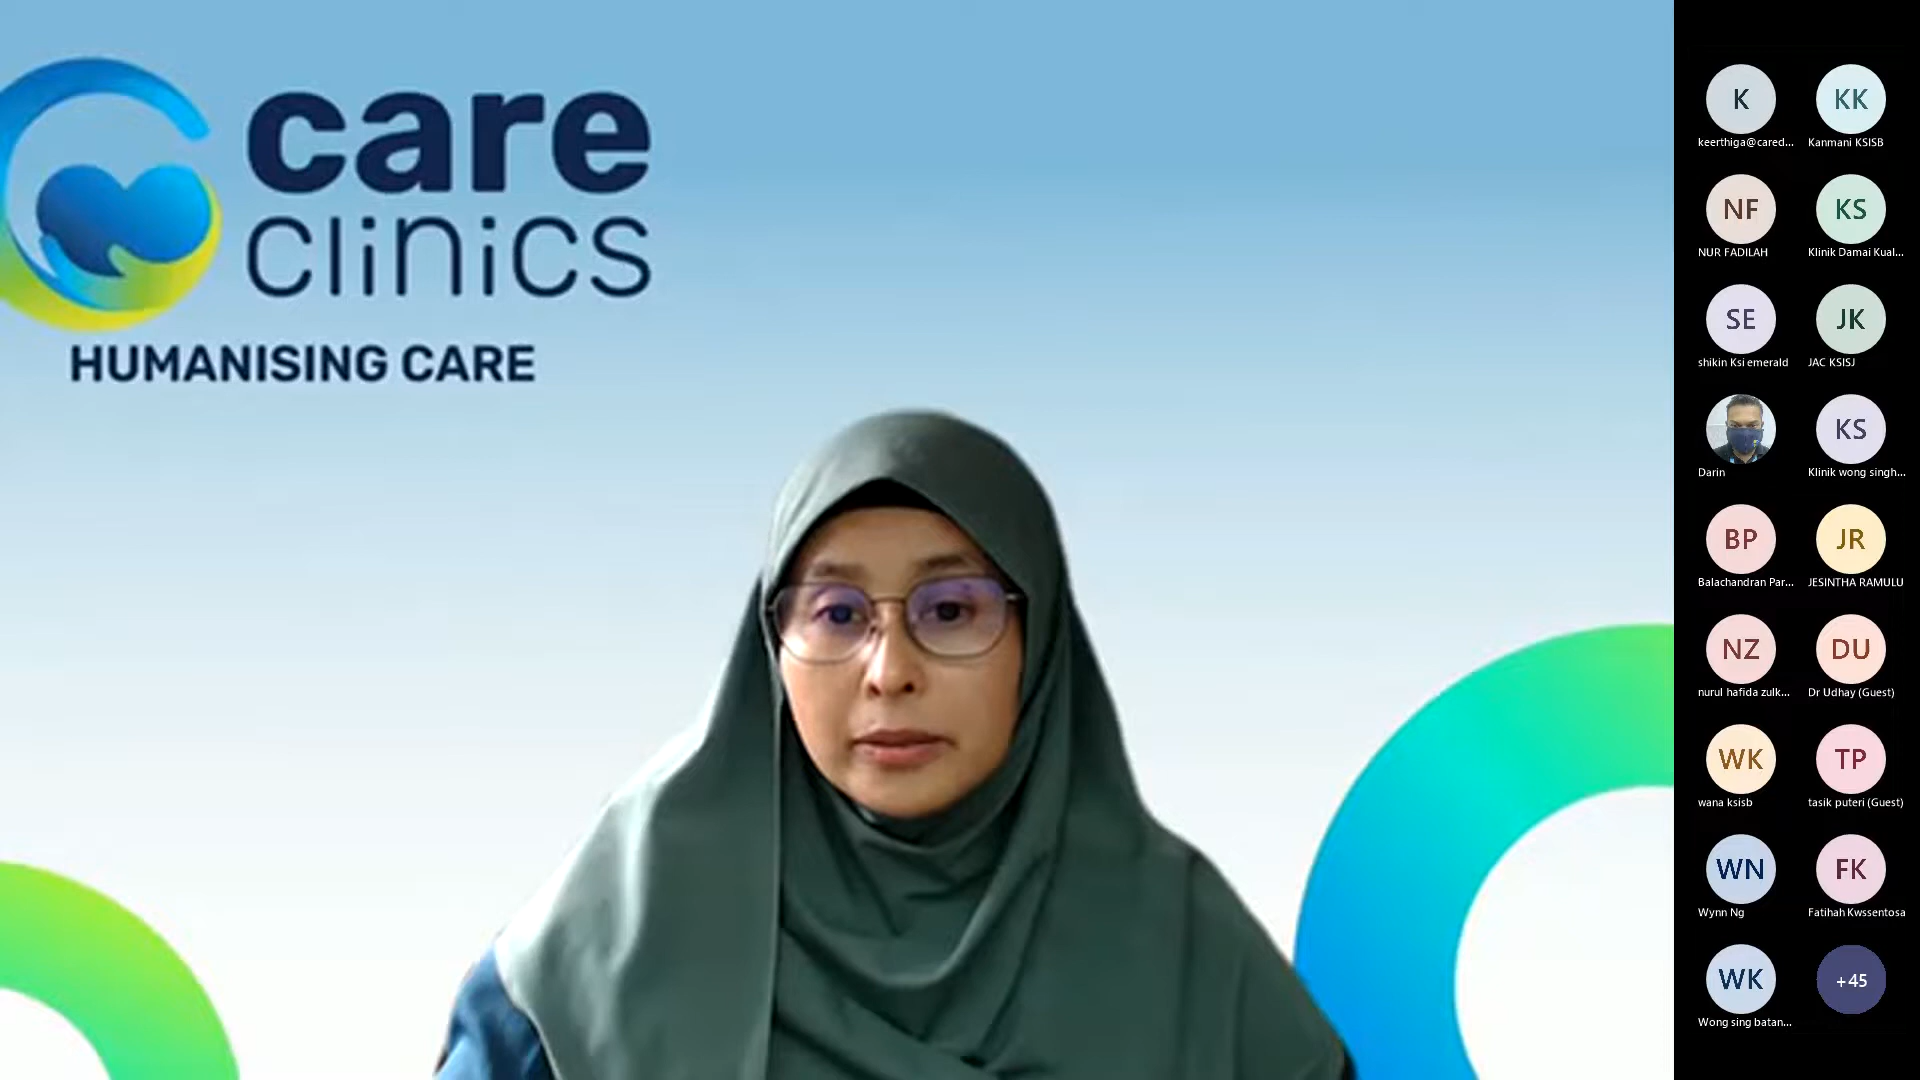 care
clinics
HUMANISING CARE
K
KK
keerthiga@cared...
Kanmani KSISB
NF
KS
NUR FADILAH
Klinik Damai Kual...
SE
JK
shikin Ksi emerald
JAC KSISJ
KS
Darin
Klinik wong singh...
BP
JR
Balachandran Par...
JESINTHA RAMULU
NZ
DU
nurul hafida zulk...
Dr Udhay (Guest)
WK
TP
wana ksisb
tasik puteri (Guest)
WN
FK
Wynn Ng
Fatihah Kwssentosa
WK
+45
Wong sing batan...